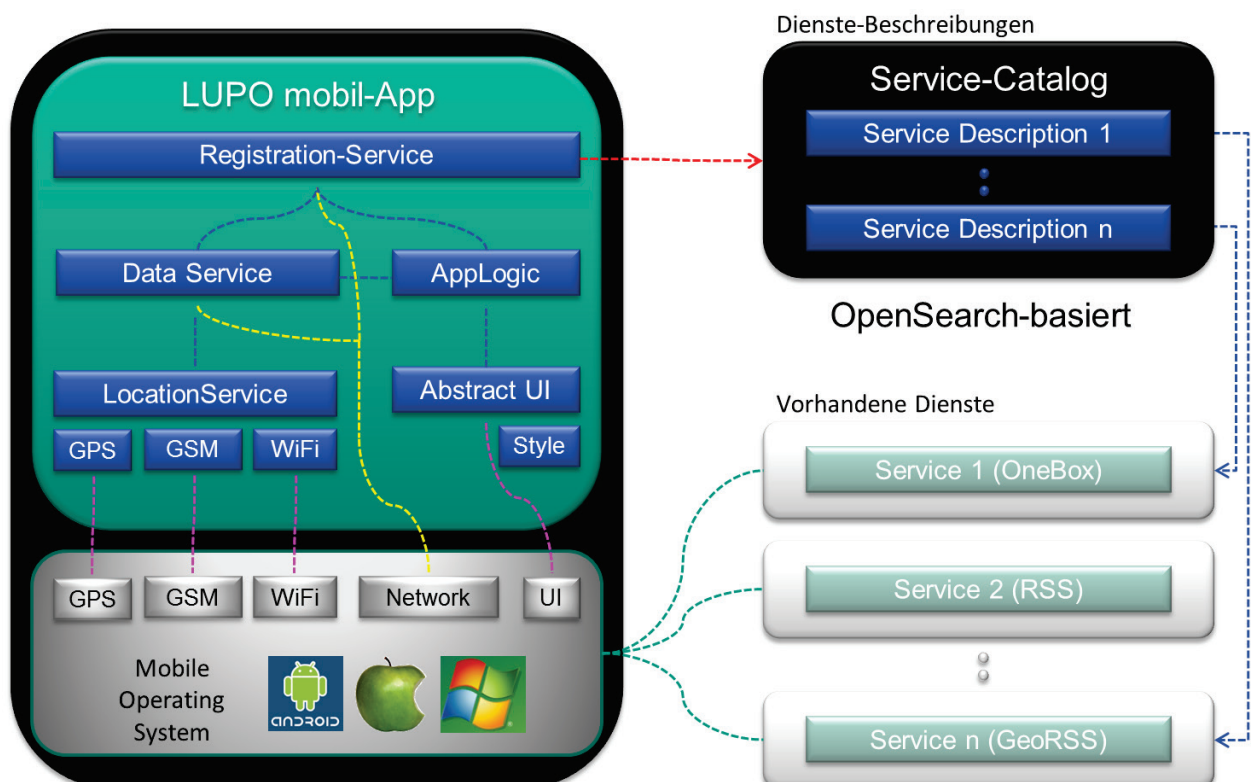 LUPO mobil-App
Registration-Service
Data Service
AppLogic
LocationService
Abstract UI
GPS
GSM
WiFi
Style
GPS
GSM
WiFi
Network
UI
Mobile
Operating
System
ANDROID
Dienste-Beschreibungen
Service-Catalog
Service Description 1
Service Description n
OpenSearch-basiert
Vorhandene Dienste
Service 1 (OneBox)
Service 2 (RSS)
Service n (GeoRSS)